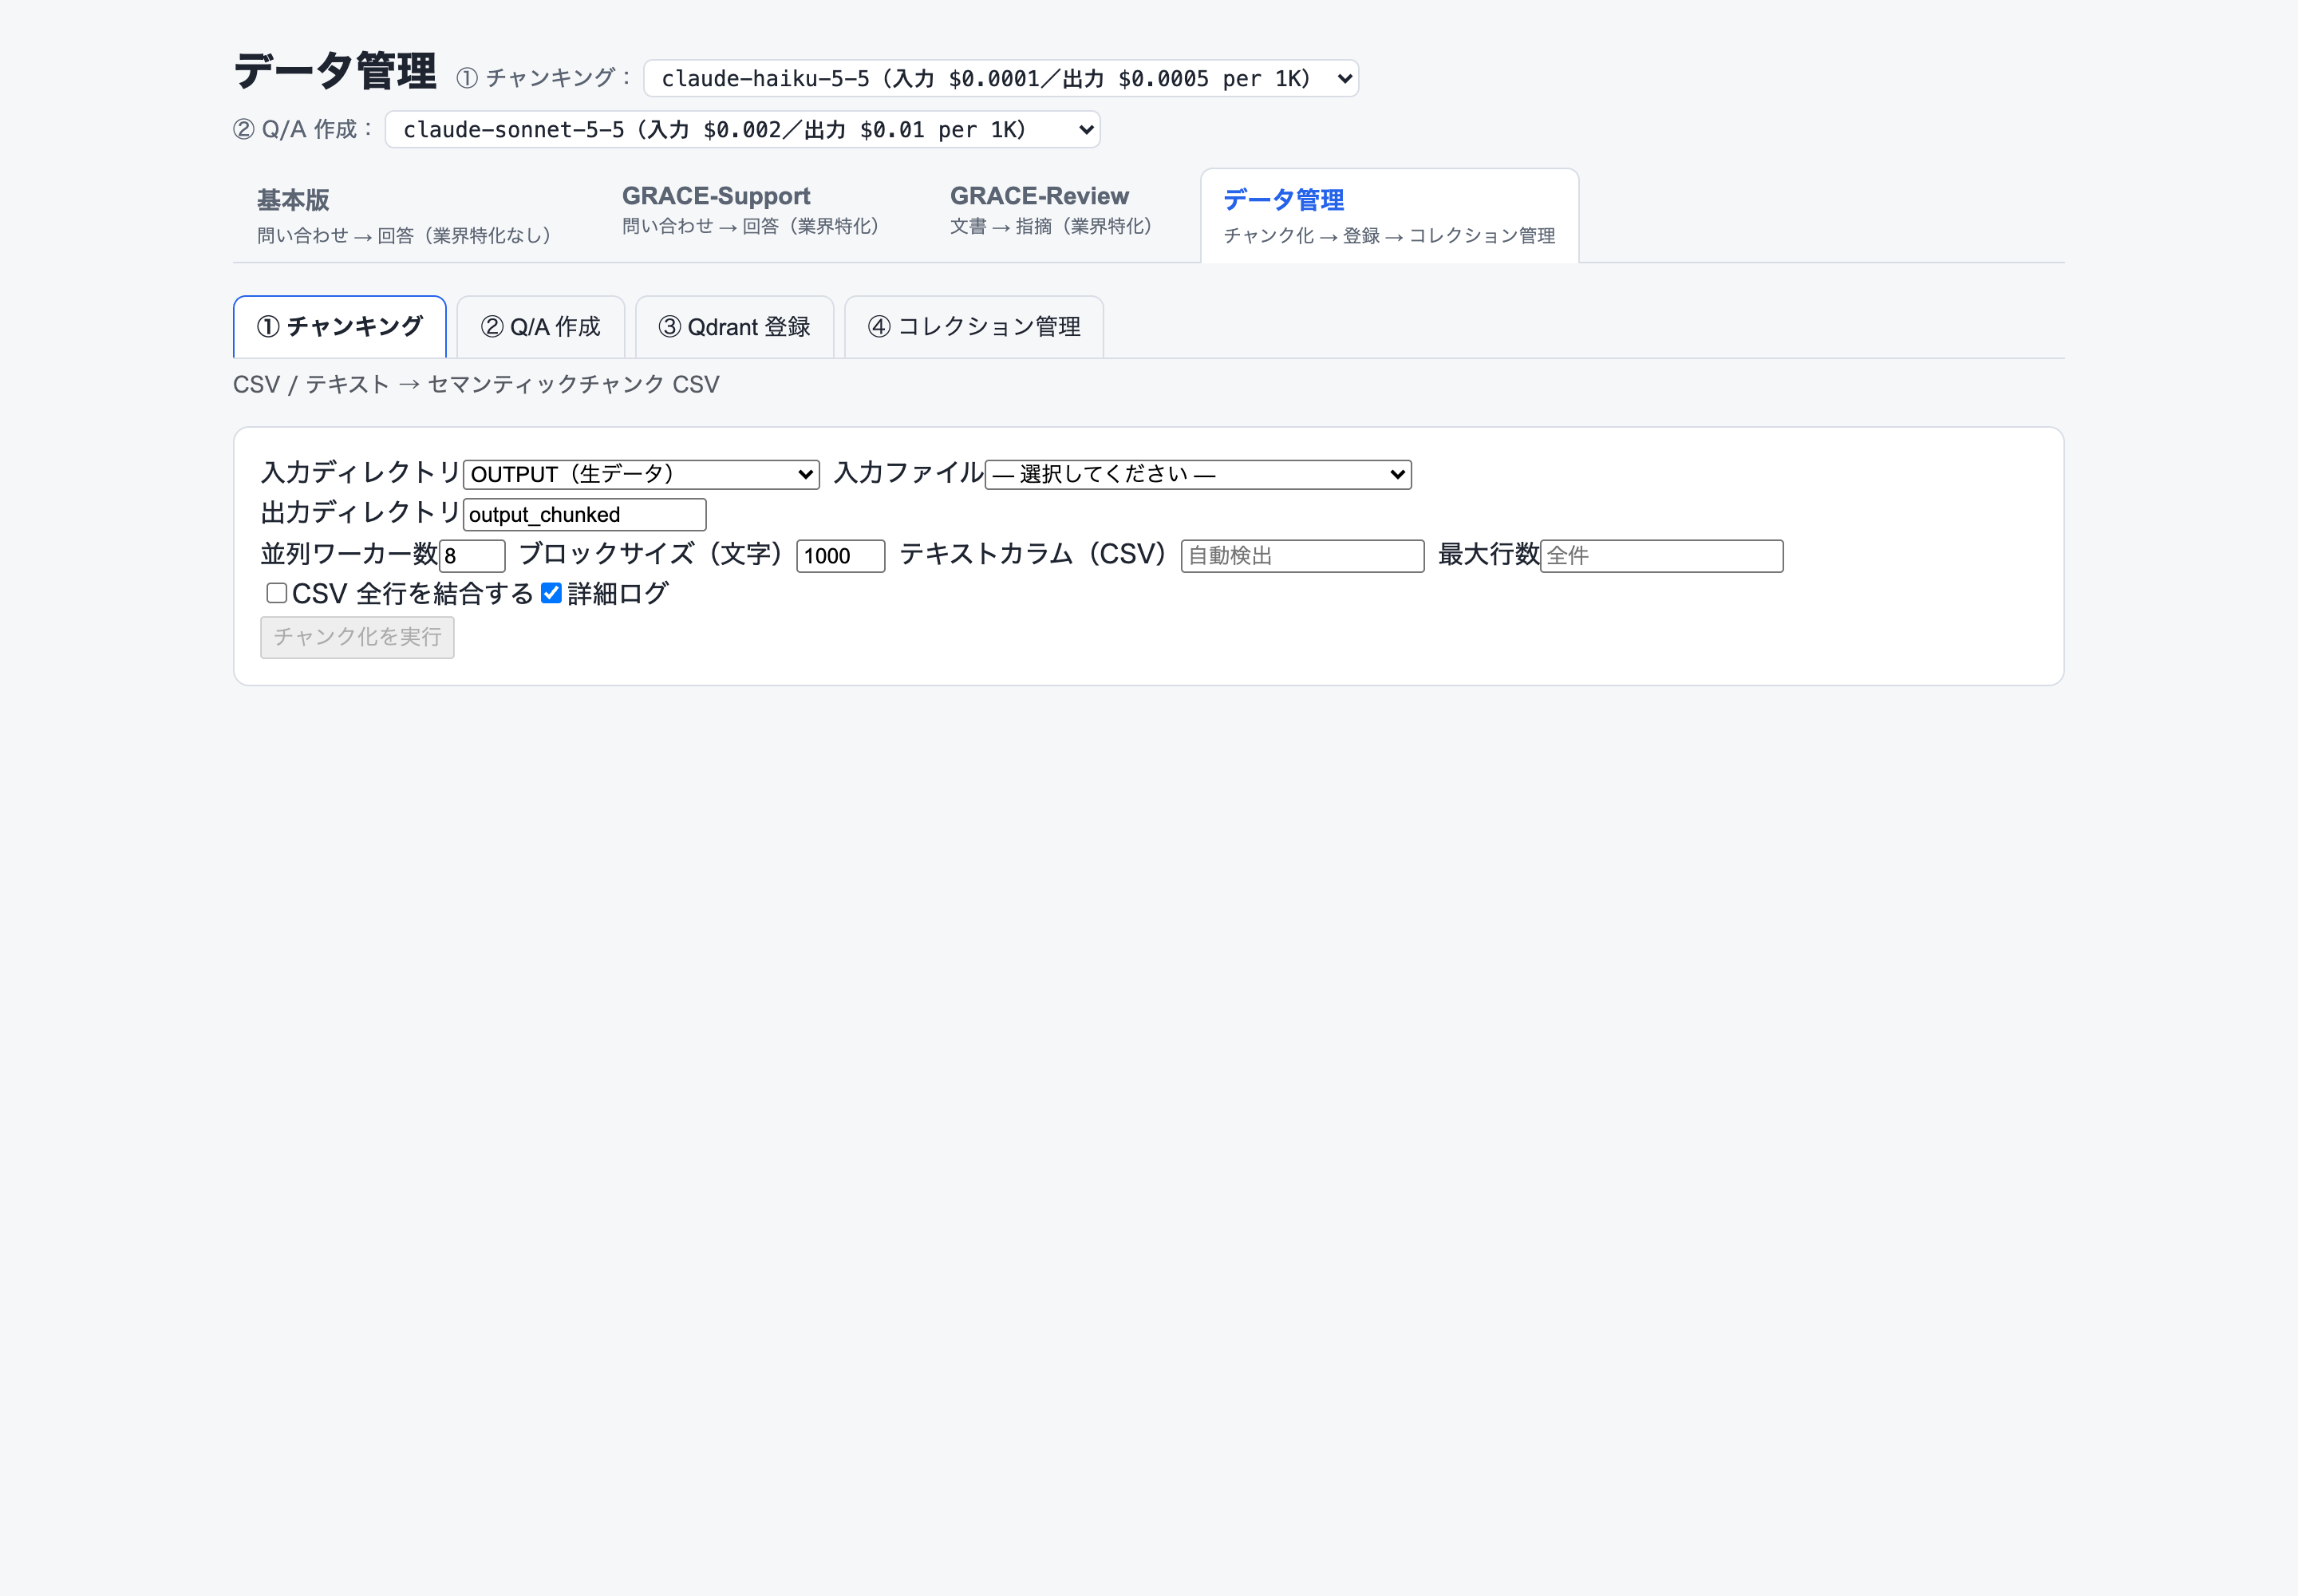 データ管理 ① チャンキング： claude-haiku-5-5（入力 $0.0001／出力 $0.0005 per 1K）
② Q/A 作成： claude-sonnet-5-5（入力 $0.002／出力 $0.01 per 1K）
基本版 GRACE-Support GRACE-Review データ管理
問い合わせ → 回答（業界特化なし） 問い合わせ → 回答（業界特化） 文書 → 指摘（業界特化） チャンク化 → 登録 → コレクション管理
① チャンキング ② Q/A 作成 ③ Qdrant 登録 ④ コレクション管理
CSV / テキスト → セマンティックチャンク CSV
入力ディレクトリ OUTPUT（生データ） 入力ファイル — 選択してください —
出力ディレクトリ output_chunked
並列ワーカー数 8 ブロックサイズ（文字） 1000 テキストカラム（CSV） 自動検出 最大行数 全件
CSV 全行を結合する 詳細ログ
チャンク化を実行